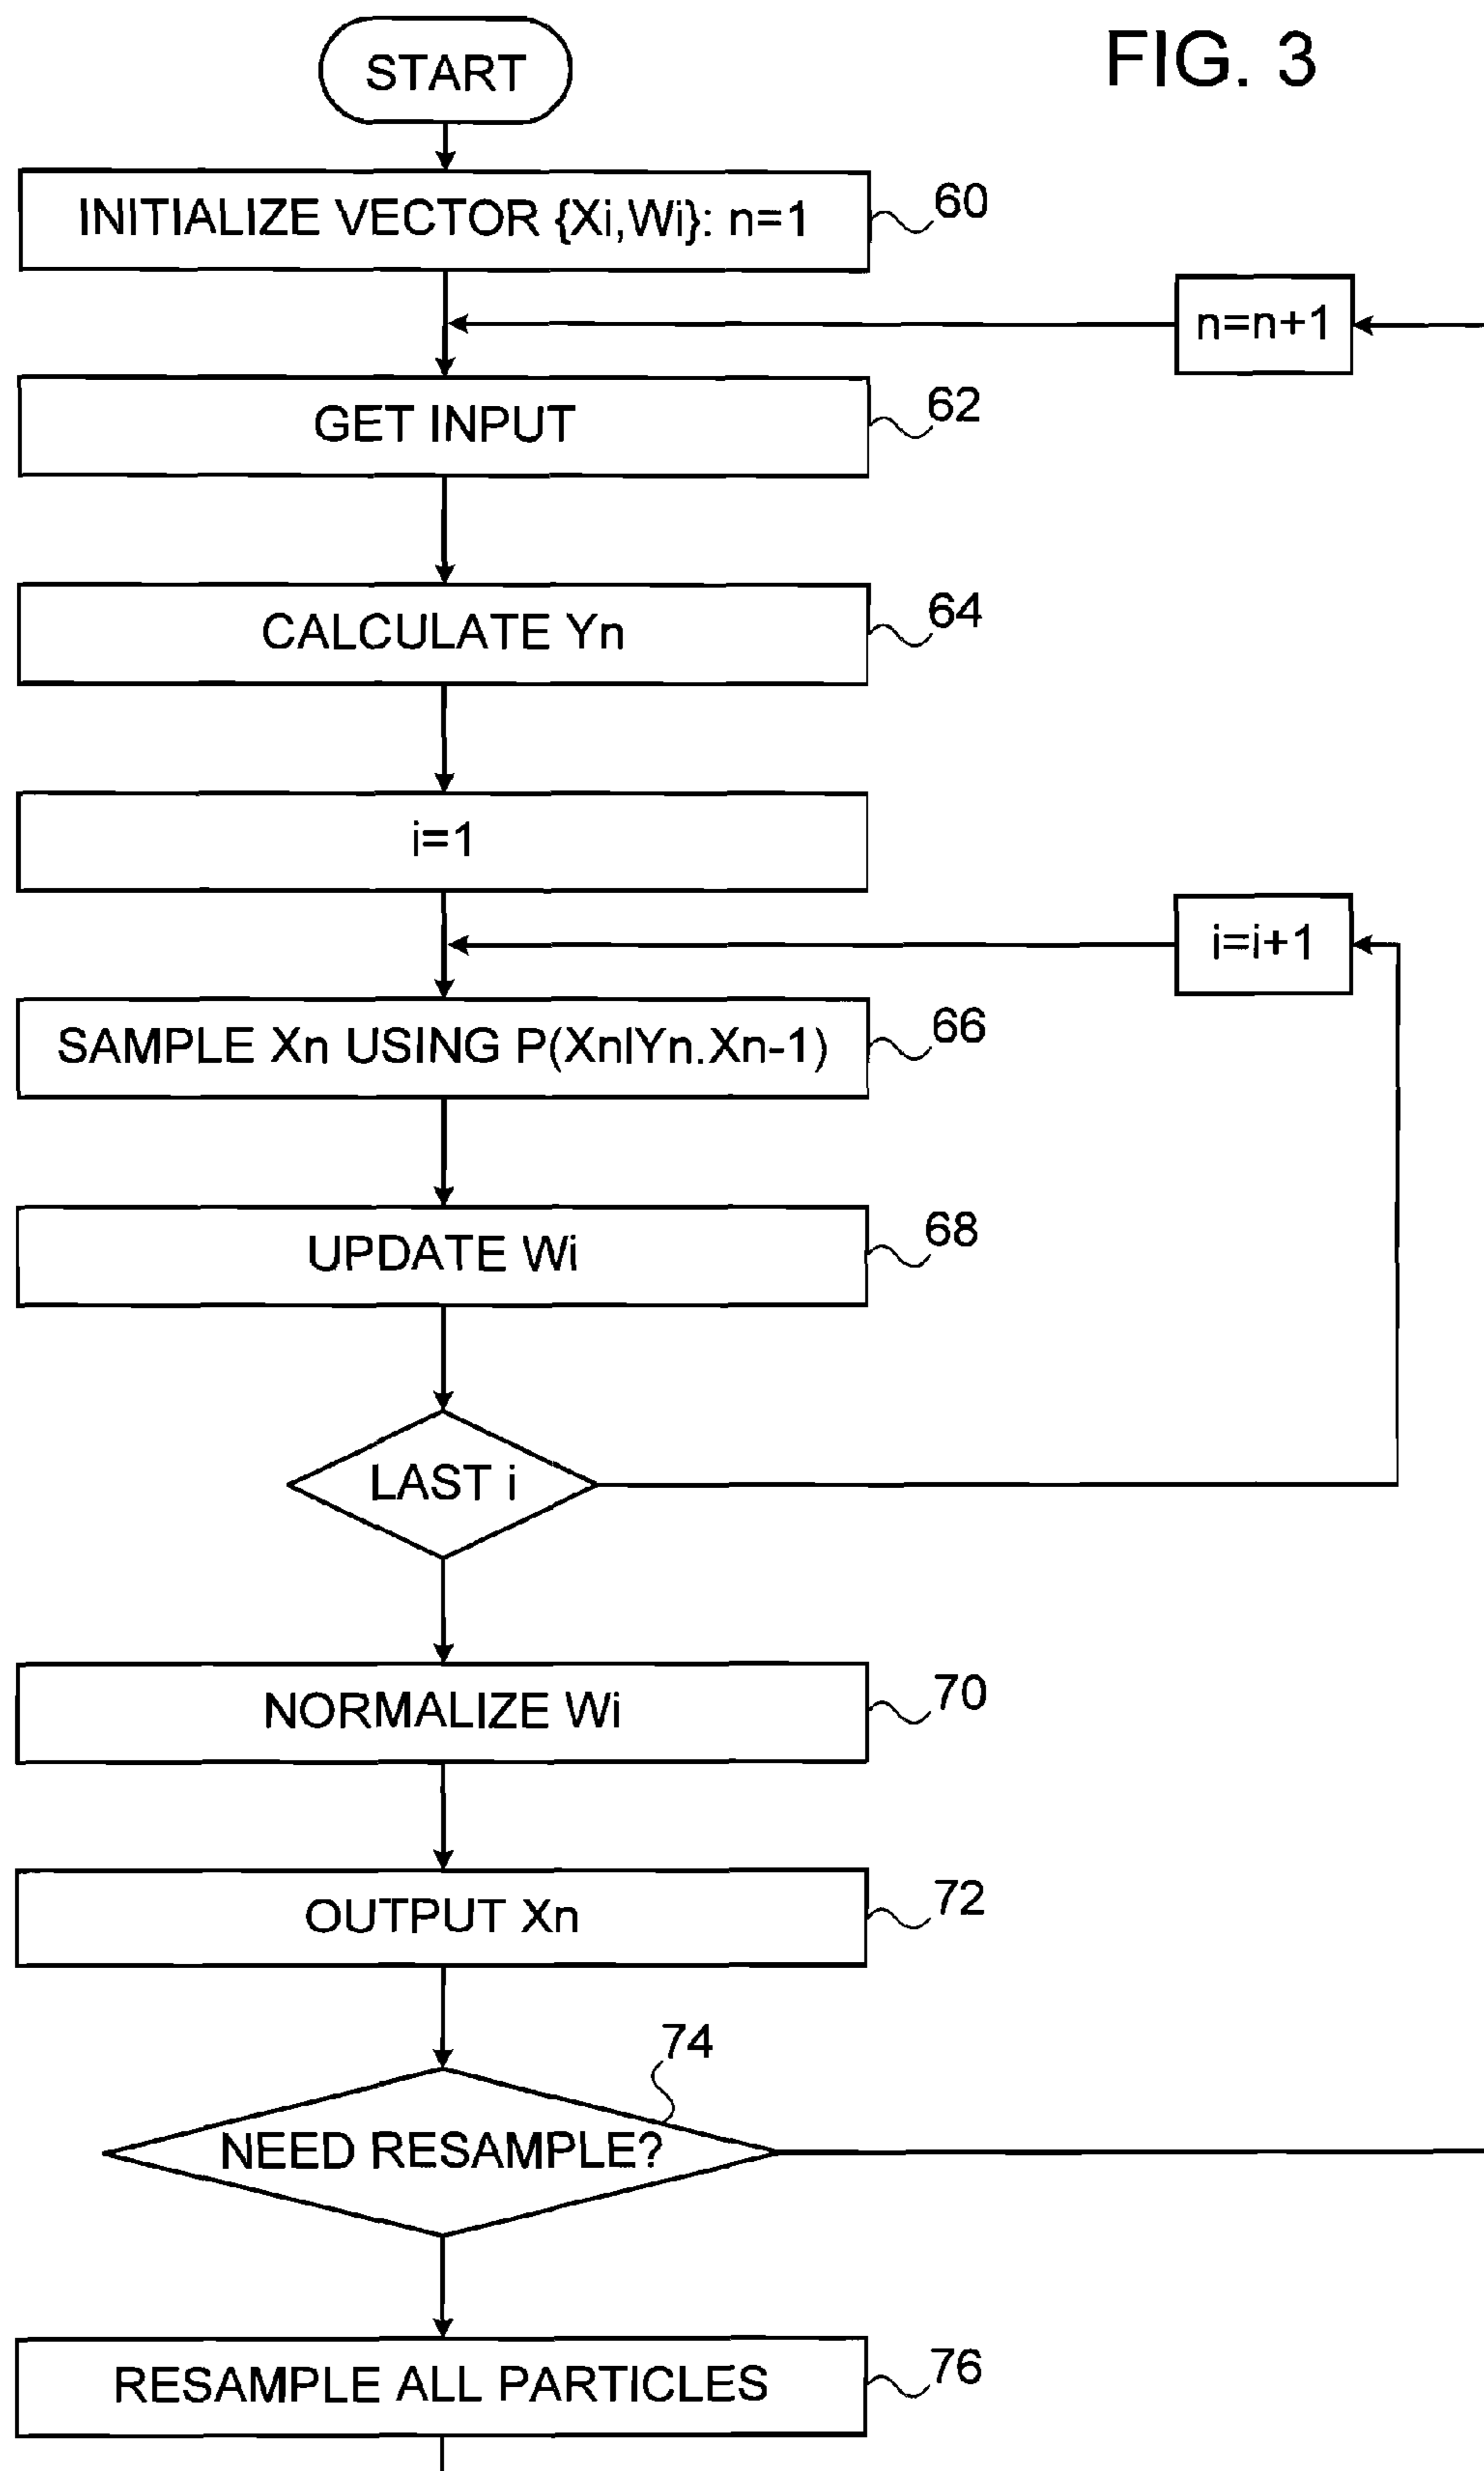 FIG. 3
START
INITIALIZE VECTOR {Xi,Wi}: n=1
60
n=n+1
GET INPUT
62
CALCULATE Yn
64
i=1
i=i+1
SAMPLE Xn USING P(Xn|Yn.Xn-1)
66
UPDATE Wi
68
LAST i
NORMALIZE Wi
70
OUTPUT Xn
72
74
NEED RESAMPLE?
RESAMPLE ALL PARTICLES
76